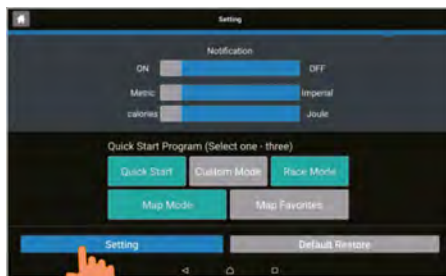 Setting
Notification
ON OFF
Metric Imperial
calories Joule
Quick Start Program (Select one - three)
Quick Start Custom Mode Race Mode
Map Mode Map Favorites
Setting Default Restore